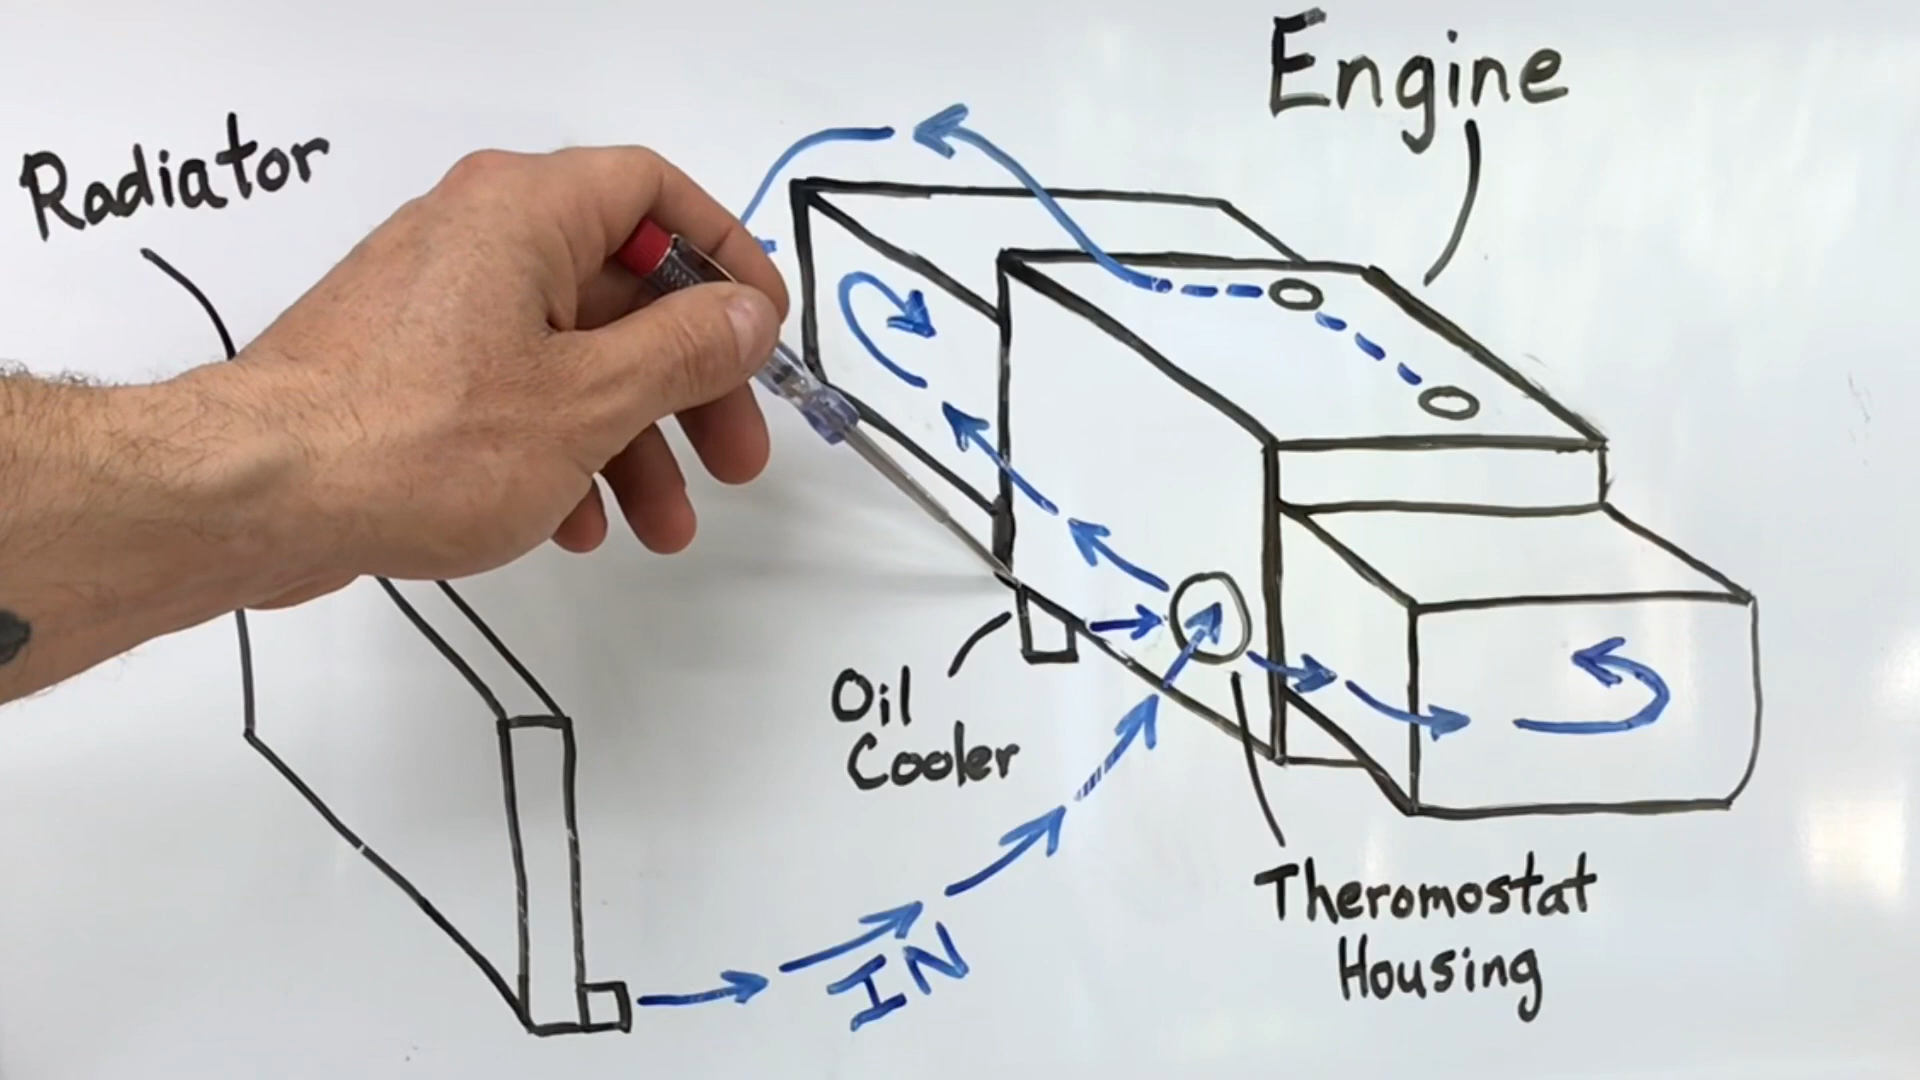 Engine
Radiator
Oil
Cooler
Theromostat
Housing
IN